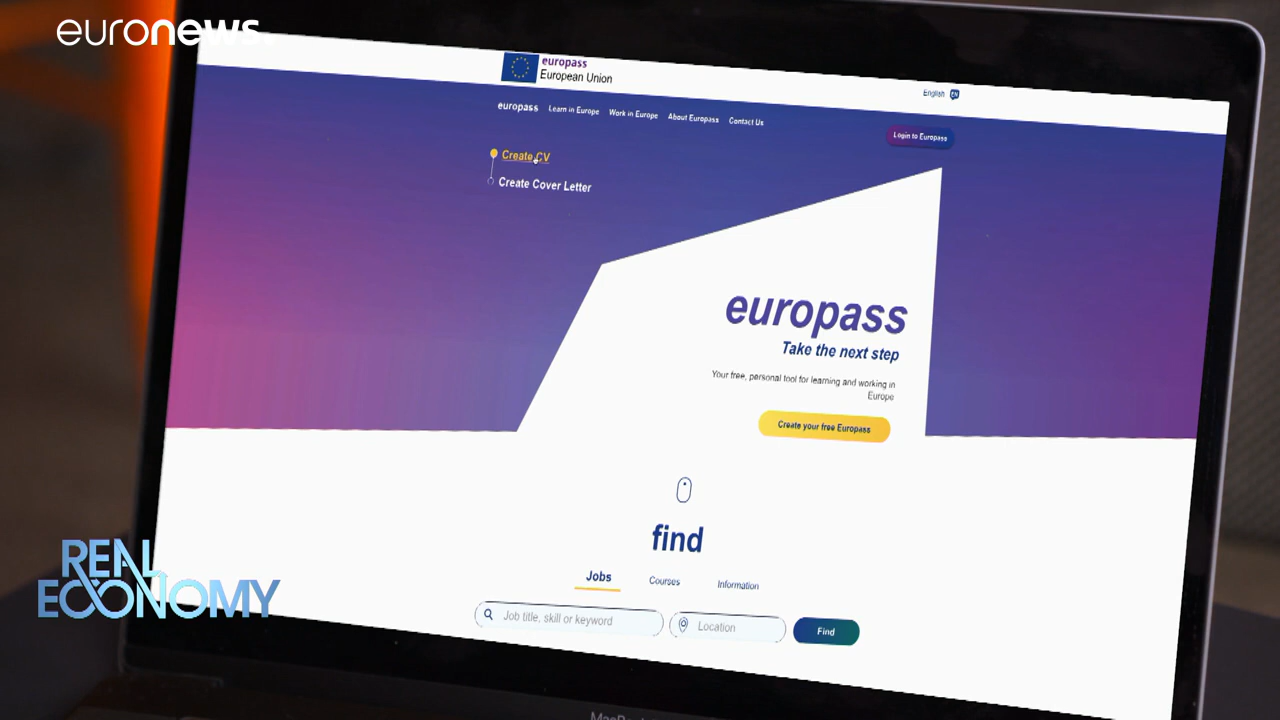 euronews.
europass
European Union
English EN
europass Learn in Europe Work in Europe About Europass Contact Us
Login to Europass
Create CV
Create Cover Letter
europass
Take the next step
Your free, personal tool for learning and working in
Europe
Create your free Europass
find
Jobs Courses Information
Job title, skill or keyword Location Find
REAL
ECONOMY